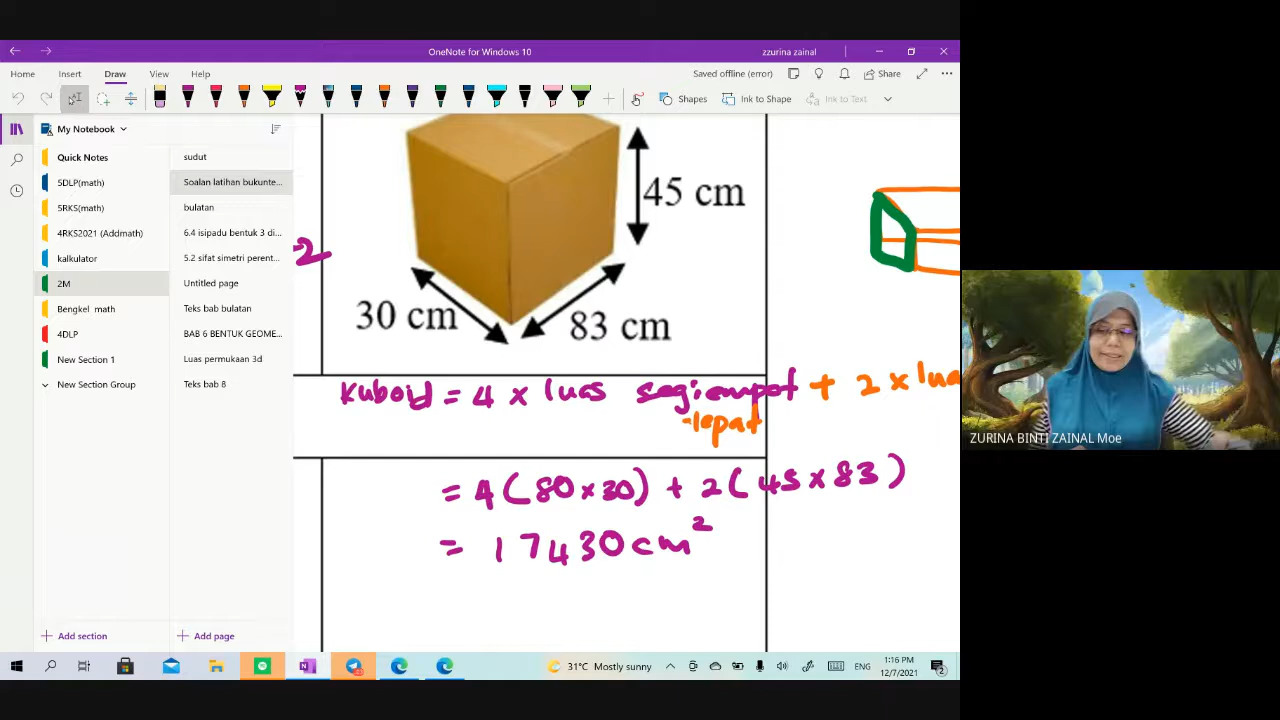 OneNote for Windows 10
zzurina zainal
Home Insert Draw View Help
Saved offline (error)
Share
Shapes
Ink to Shape
Ink to Text
My Notebook
Quick Notes
5DLP(math)
5RKS(math)
4RKS2021 (Addmath)
kalkulator
2M
Bengkel math
4DLP
New Section 1
New Section Group
sudut
Soalan latihan bukunte...
bulatan
6.4 isipadu bentuk 3 di...
5.2 sifat simetri perent...
Untitled page
Teks bab bulatan
BAB 6 BENTUK GEOME...
Luas permukaan 3d
Teks bab 8
Add section
Add page
2
45 cm
30 cm
83 cm
Kuboid = 4 x luas segiempat + 2 x lua
-tepat
= 4 (80 x 30) + 2 (45 x 83)
= 17430 cm²
ZURINA BINTI ZAINAL Moe
31°C Mostly sunny
ENG
1:16 PM
12/7/2021
2